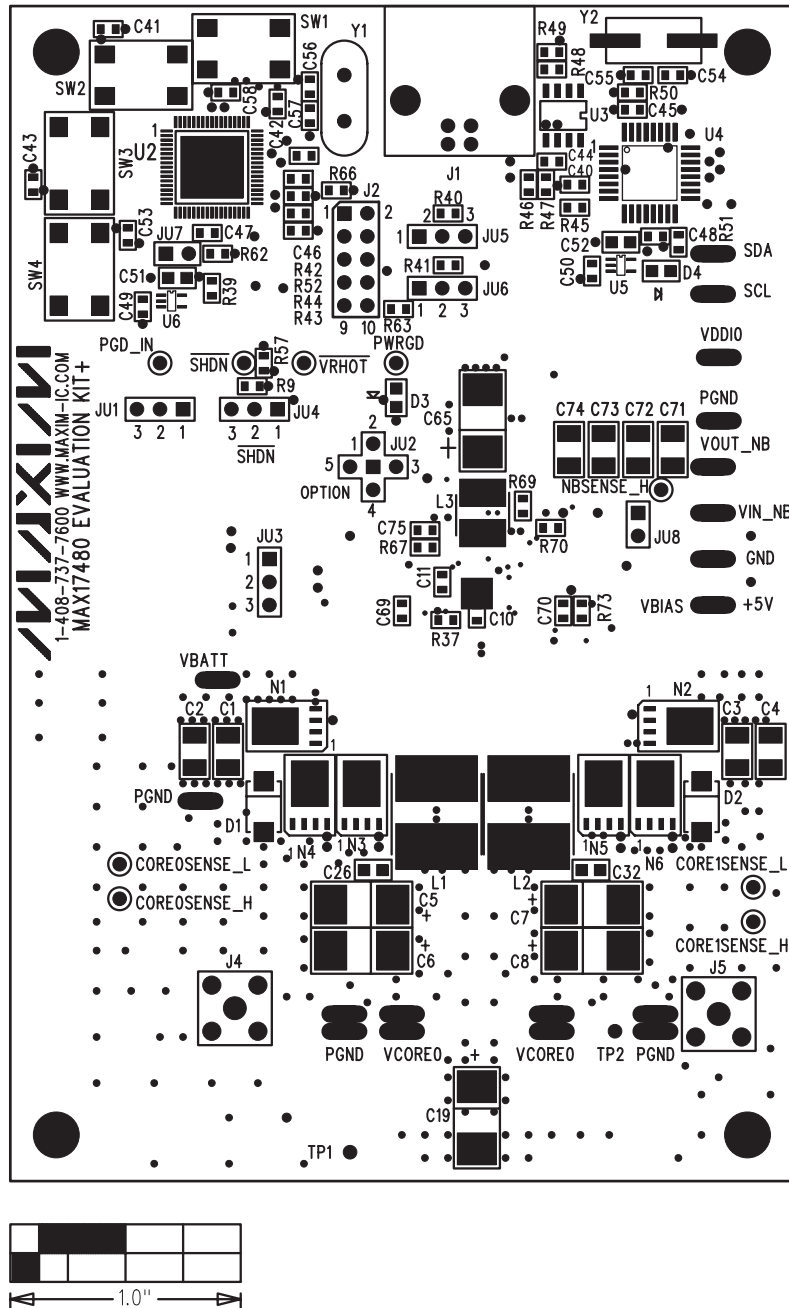 C41
SW1
SW2
C56
Y1
C58
C42
C57
R49
R48
Y2
C55
C54
R50
C45
U3
U4
1
C43
SW3
U2
1
J1
C44
C40
R46
R47
R45
R66
J2
1
2
R40
2 3
1
JU5
R41
JU6
1 2 3
C53
C47
JU7
R62
SW4
C51
C49
U6
R39
C46
R42
R52
R44
R43
9 10
R63
C52
C50
U5
C48
R51
D4
SDA
SCL
VDDIO
PGND
VOUT_NB
VIN_NB
GND
VBIAS
+5V
PGD_IN
SHDN
R57
VRHOT
PWRGD
R9
JU1
3 2 1
JU4
3 2 1
SHDN
D3
C65
+
2
JU2
5
3
OPTION
4
C74 C73 C72 C71
NBSENSE_H
JU8
L3
R69
R70
C75
R67
C11
C69
R37
C10
C70
R73
JU3
1
2
3
MAXIM
1-408-737-7600 WWW.MAXIM-IC.COM
MAX17480 EVALUATION KIT+
VBATT
N1
N2
1
C2 C1
C3 C4
PGND
D1
D2
1
1
1 N4
1 N3
1 N5
1 N6
C26
L1
L2
C32
CORE0SENSE_L
CORE0SENSE_H
CORE1SENSE_L
CORE1SENSE_H
C5
+
+
C6
+
C7
+
C8
J4
J5
PGND
VCORE0
+
VCORE0
TP2
PGND
C19
TP1
1.0"